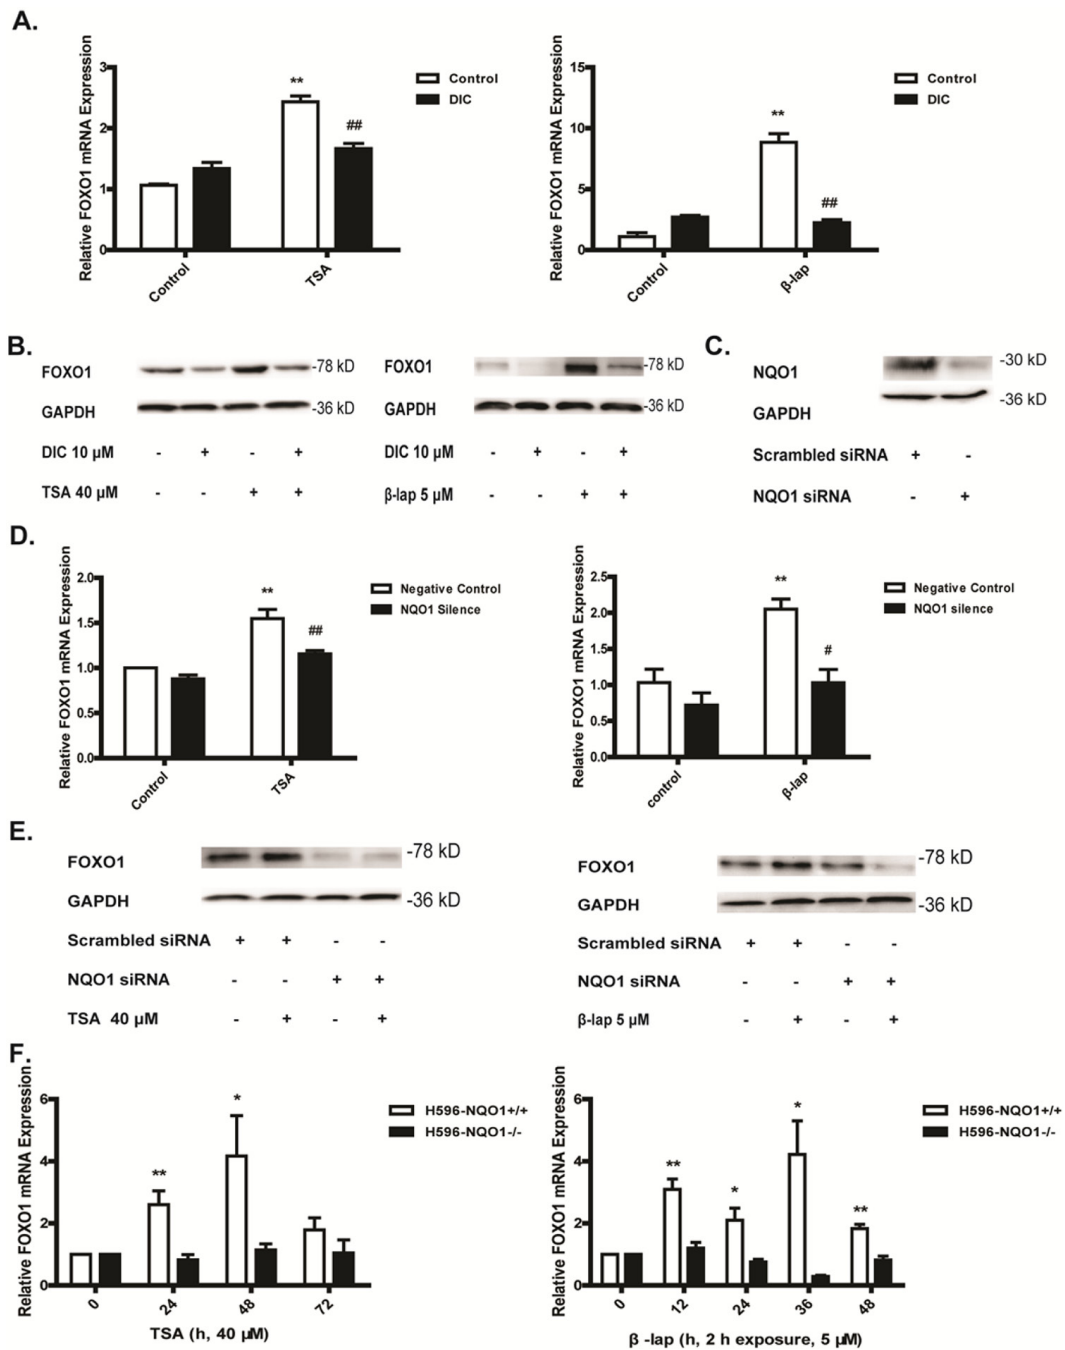 A.
Relative FOXO1 mRNA Expression
3
2
1
0
**
##
Control
TSA
Control
DIC
Relative FOXO1 mRNA Expression
15
10
5
0
**
##
Control
β-lap
Control
DIC
B.
FOXO1
-78 kD
GAPDH
-36 kD
DIC 10 μM - + - +
TSA 40 μM - - + +
FOXO1
-78 kD
GAPDH
-36 kD
DIC 10 μM - + - +
β-lap 5 μM - - + +
C.
NQO1
-30 kD
GAPDH
-36 kD
Scrambled siRNA + -
NQO1 siRNA - +
D.
Relative FOXO1 mRNA Expression
2.0
1.5
1.0
0.5
0.0
**
##
Control
TSA
Negative Control
NQO1 Silence
Relative FOXO1 mRNA Expression
2.5
2.0
1.5
1.0
0.5
0.0
**
#
control
β-lap
Negative Control
NQO1 silence
E.
FOXO1
-78 kD
GAPDH
-36 kD
Scrambled siRNA + + - -
NQO1 siRNA - - + +
TSA 40 μM - + - +
FOXO1
-78 kD
GAPDH
-36 kD
Scrambled siRNA + + - -
NQO1 siRNA - - + +
β-lap 5 μM - + - +
F.
Relative FOXO1 mRNA Expression
6
4
2
0
**
*
0
24
48
72
TSA (h, 40 μM)
H596-NQO1+/+
H596-NQO1-/-
Relative FOXO1 mRNA Expression
6
4
2
0
**
*
*
**
0
12
24
36
48
β -lap (h, 2 h exposure, 5 μM)
H596-NQO1+/+
H596-NQO1-/-